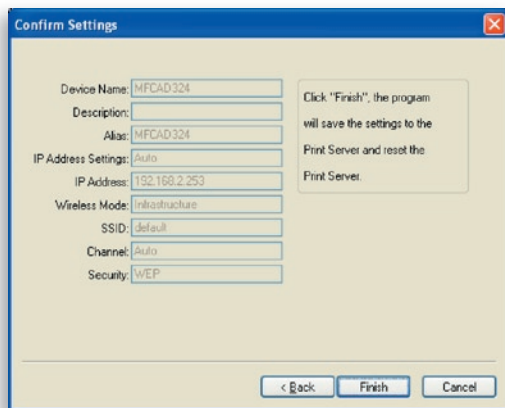 Confirm Settings
Device Name: MFCAD324
Description:
Alias: MFCAD324
IP Address Settings: Auto
IP Address: 192.168.2.253
Wireless Mode: Infrastructure
SSID: default
Channel: Auto
Security: WEP
Click "Finish", the program
will save the settings to the
Print Server and reset the
Print Server.
< Back
Finish
Cancel